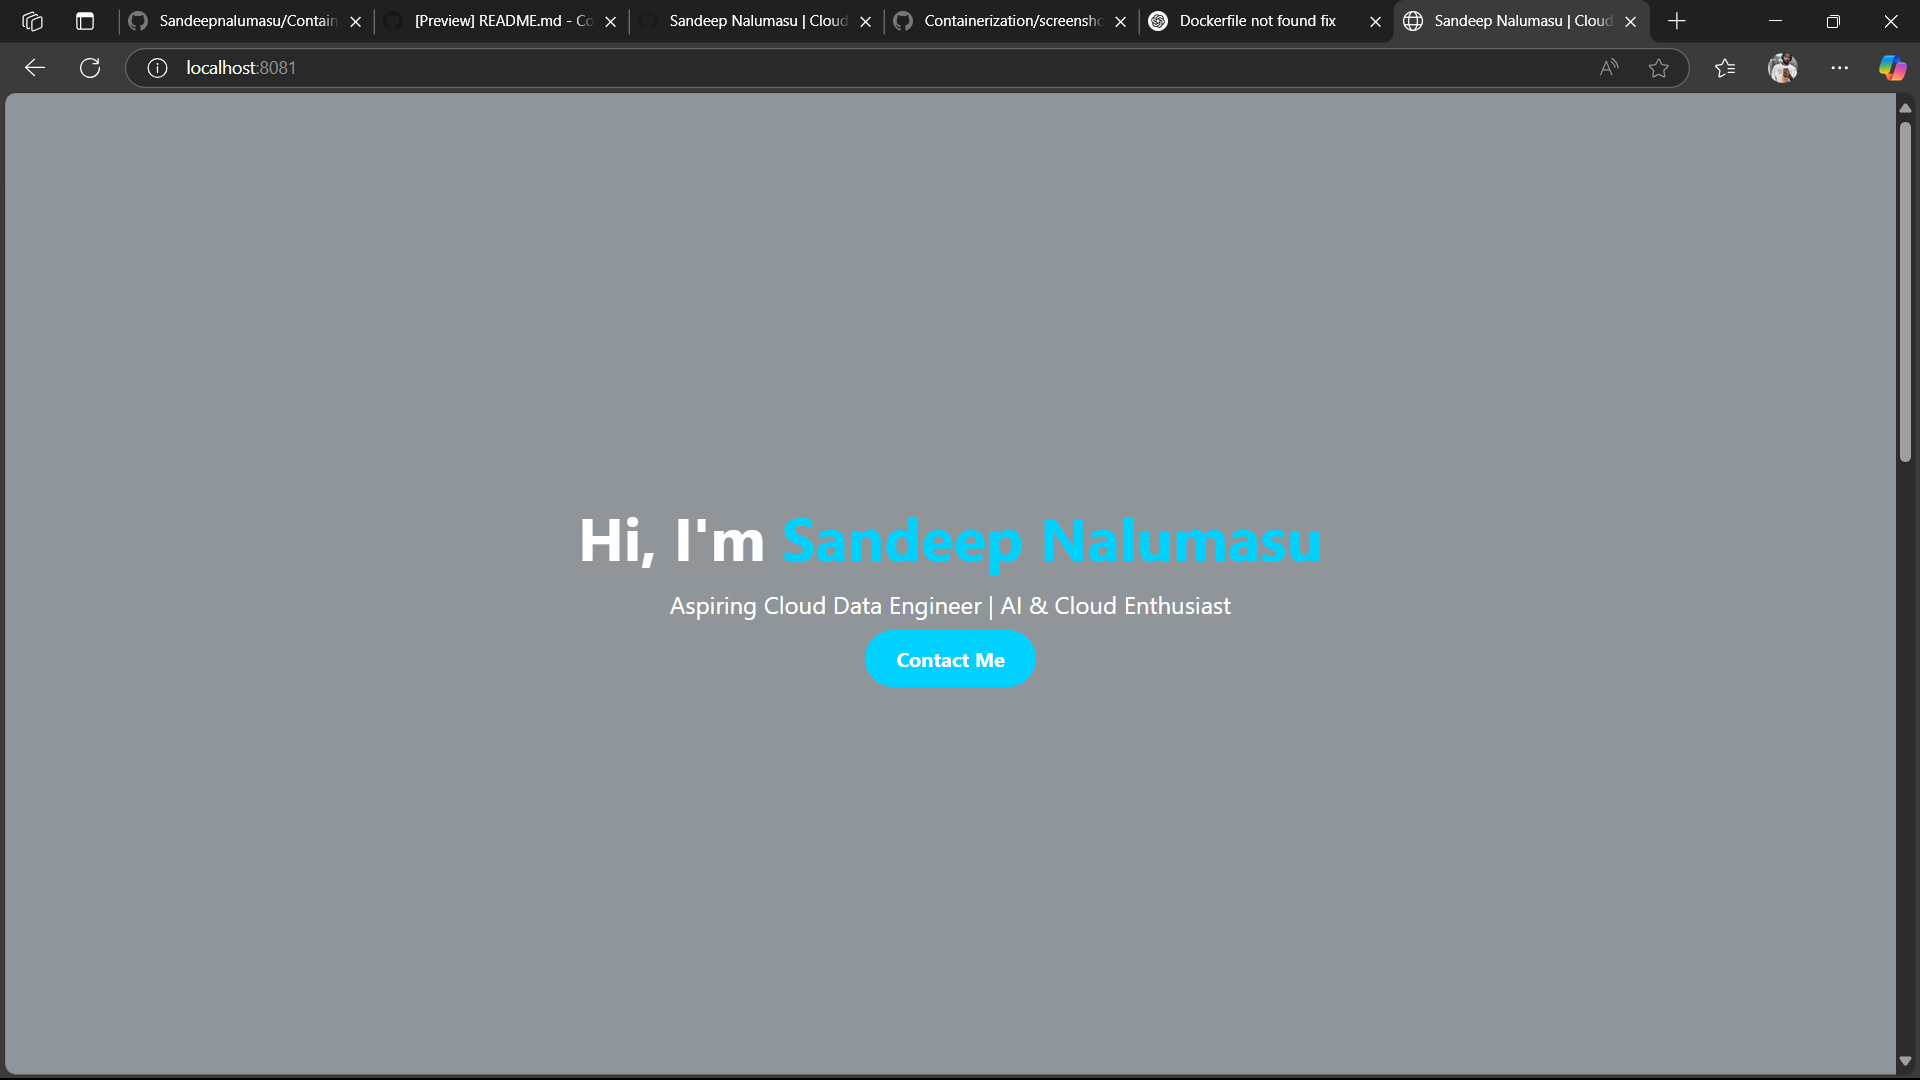 Sandeepnalumasu/Contain
[Preview] README.md - Co
Sandeep Nalumasu | Cloud
Containerization/screensho
Dockerfile not found fix
Sandeep Nalumasu | Cloud
localhost:8081
Hi, I'm Sandeep Nalumasu
Aspiring Cloud Data Engineer | AI & Cloud Enthusiast
Contact Me